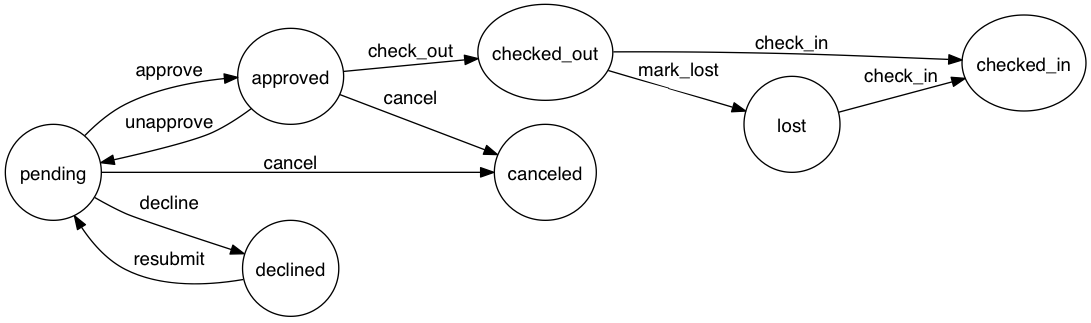 check_in
check_out
checked_out
approve
approved
mark_lost
checked_in
check_in
cancel
unapprove
lost
cancel
pending
canceled
decline
resubmit
declined